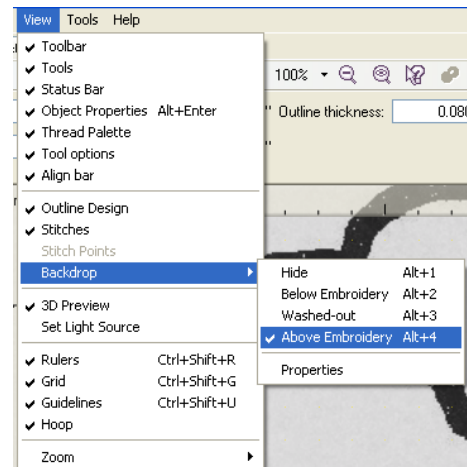 View Tools Help
Toolbar
Tools
Status Bar
Object Properties Alt+Enter
Thread Palette
Tool options
Align bar
Outline Design
Stitches
Stitch Points
Backdrop
3D Preview
Set Light Source
Rulers Ctrl+Shift+R
Grid Ctrl+Shift+G
Guidelines Ctrl+Shift+U
Hoop
Zoom
100%
" Outline thickness: 0.080
"
Hide Alt+1
Below Embroidery Alt+2
Washed-out Alt+3
Above Embroidery Alt+4
Properties